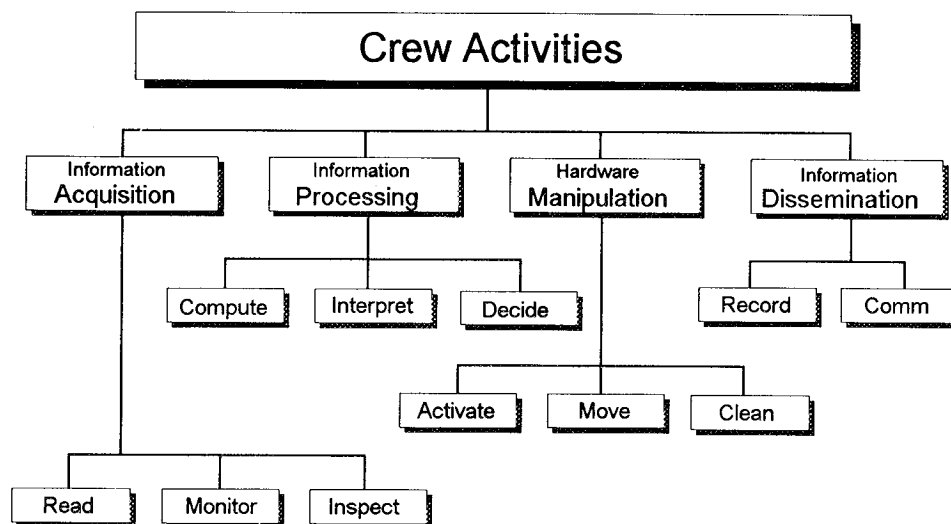 Crew Activities
Information
Acquisition
Information
Processing
Hardware
Manipulation
Information
Dissemination
Compute
Interpret
Decide
Record
Comm
Activate
Move
Clean
Read
Monitor
Inspect